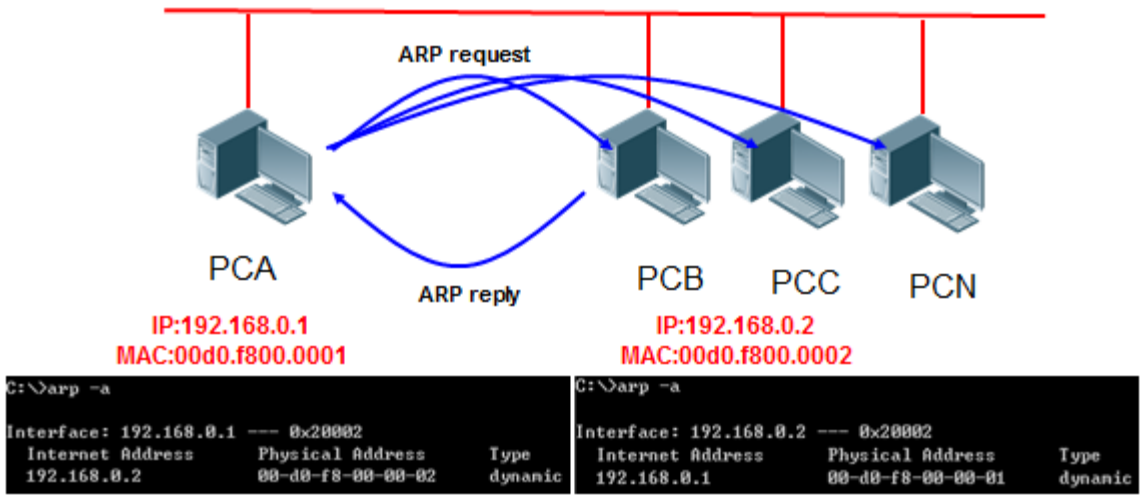 ARP request
PCA
PCB
PCC
PCN
ARP reply
IP:192.168.0.1
MAC:00d0.f800.0001
IP:192.168.0.2
MAC:00d0.f800.0002
C:\>arp -a
Interface: 192.168.0.1 --- 0x20002
Internet Address Physical Address Type
192.168.0.2 00-d0-f8-00-00-02 dynamic
C:\>arp -a
Interface: 192.168.0.2 --- 0x20002
Internet Address Physical Address Type
192.168.0.1 00-d0-f8-00-00-01 dynamic